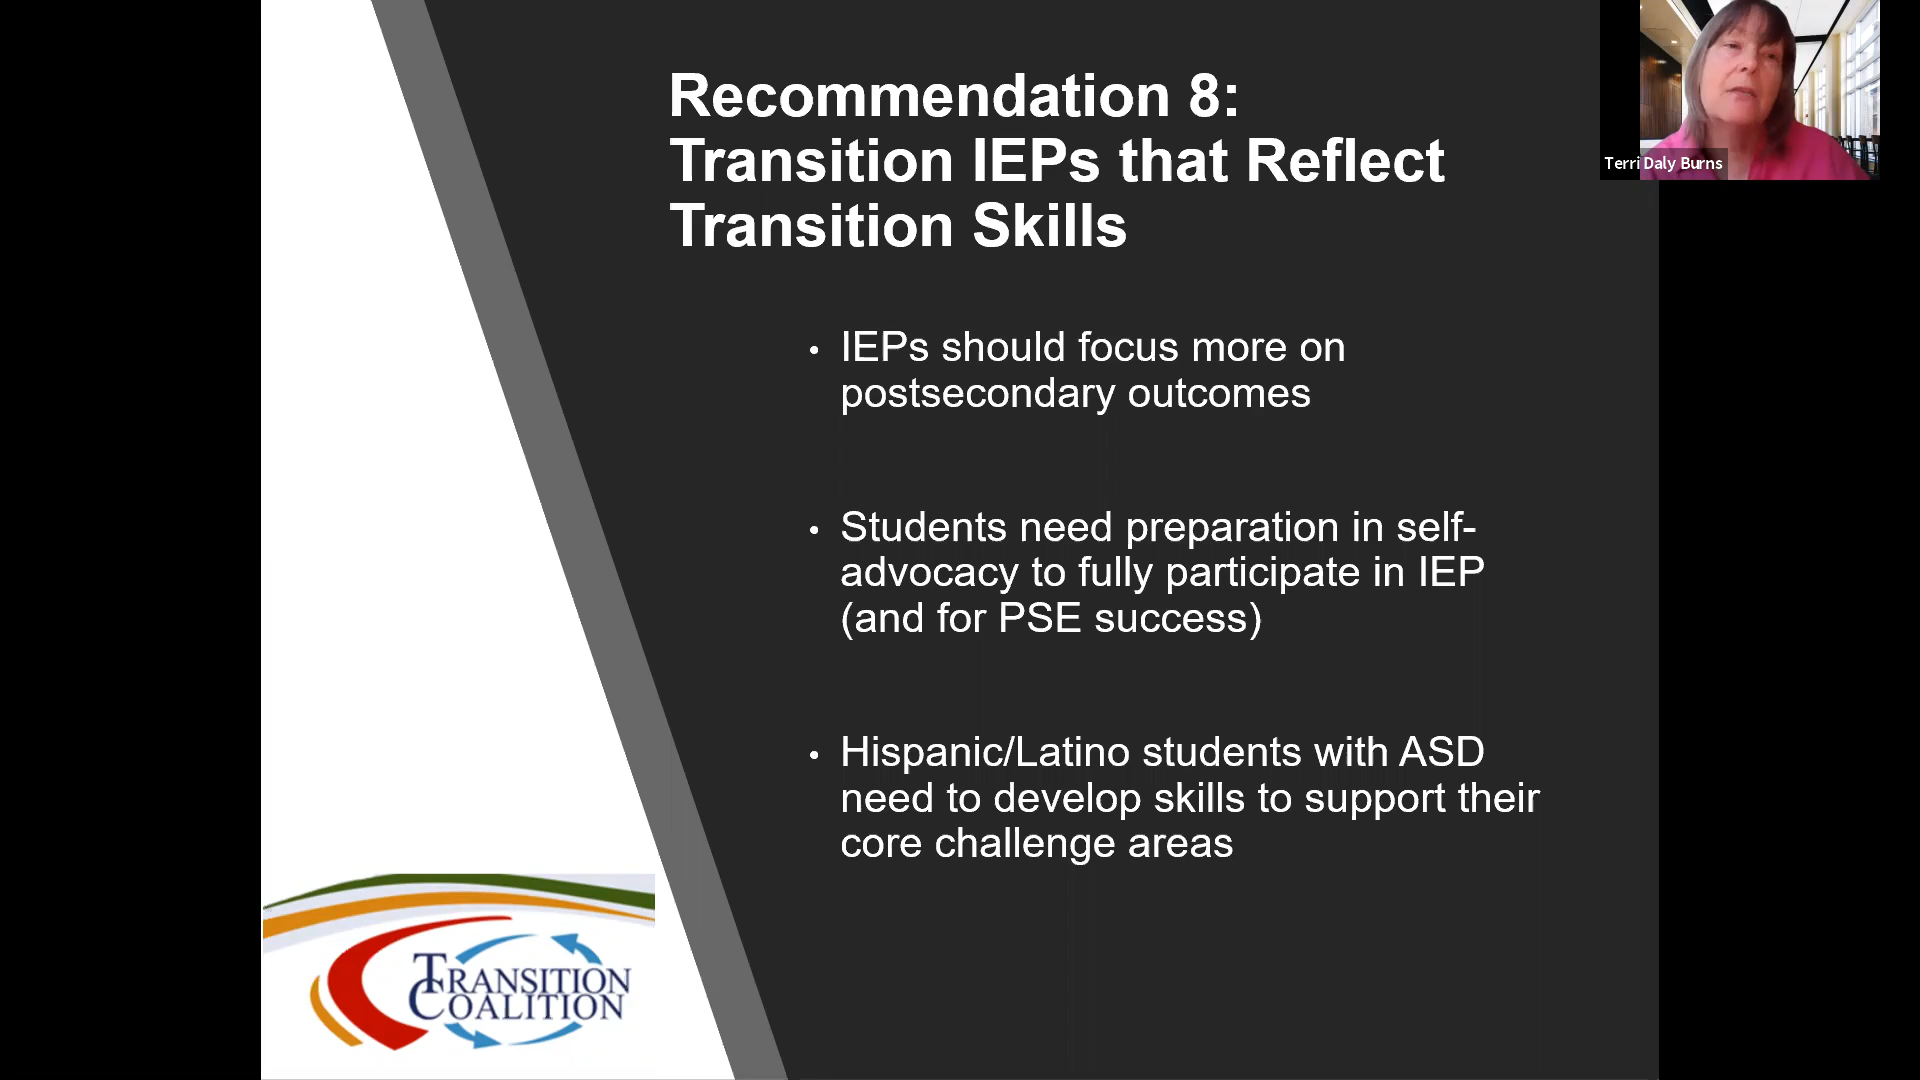 Recommendation 8:
Transition IEPs that Reflect
Transition Skills
Terri Daly Burns
• IEPs should focus more on
postsecondary outcomes
• Students need preparation in self-
advocacy to fully participate in IEP
(and for PSE success)
• Hispanic/Latino students with ASD
need to develop skills to support their
core challenge areas
TRANSITION
COALITION